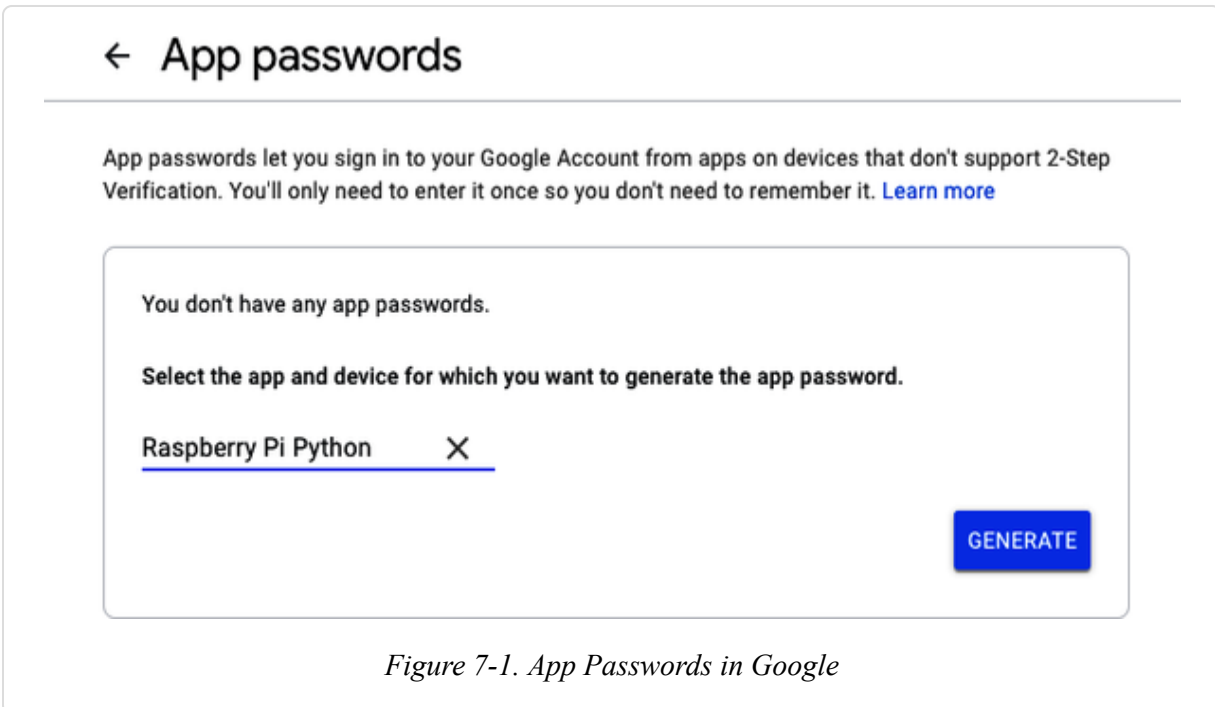 ← App passwords
App passwords let you sign in to your Google Account from apps on devices that don't support 2-Step
Verification. You'll only need to enter it once so you don't need to remember it. Learn more
You don't have any app passwords.
Select the app and device for which you want to generate the app password.
Raspberry Pi Python ✕
GENERATE
Figure 7-1. App Passwords in Google